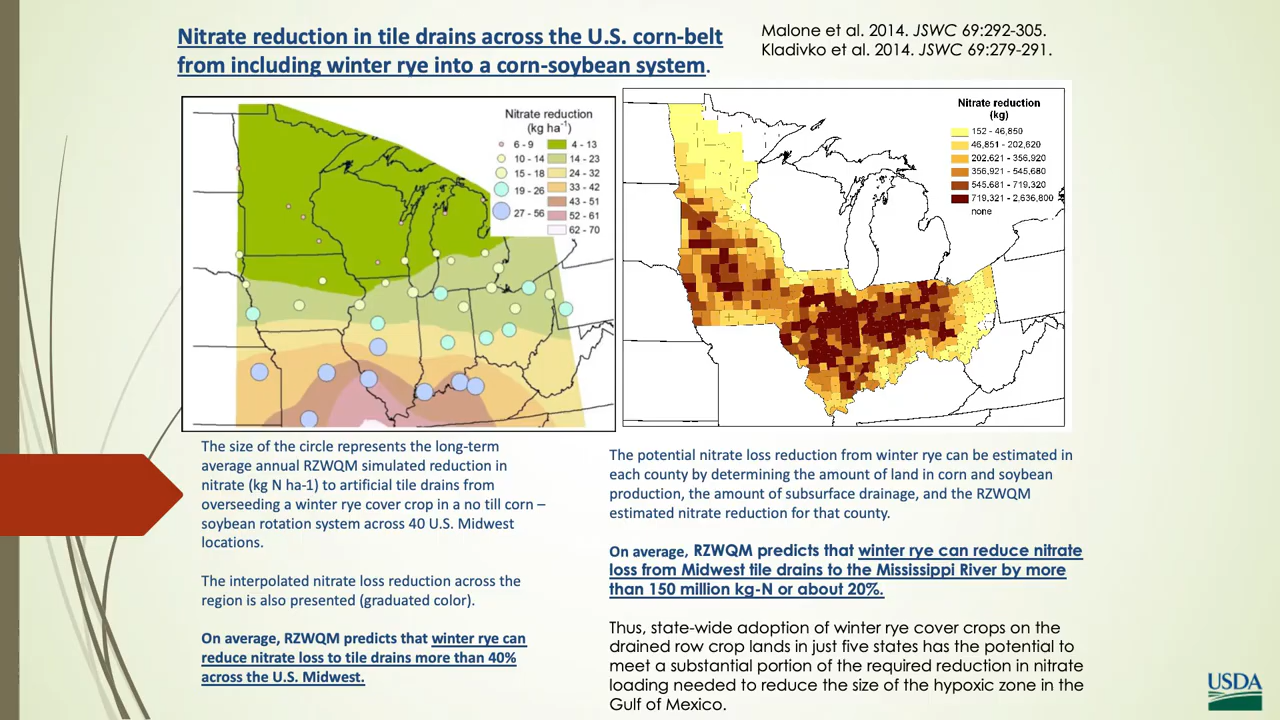 Nitrate reduction in tile drains across the U.S. corn-belt
from including winter rye into a corn-soybean system.
Malone et al. 2014. JSWC 69:292-305.
Kladivko et al. 2014. JSWC 69:279-291.
Nitrate reduction
(kg ha⁻¹)
6 - 9 4 - 13
10 - 14 14 - 23
15 - 18 24 - 32
19 - 26 33 - 42
43 - 51
27 - 56 52 - 61
62 - 70
Nitrate reduction
(kg)
152 - 46,850
46,851 - 202,620
202,621 - 356,920
356,921 - 545,680
545,681 - 719,320
719,321 - 2,636,800
none
The size of the circle represents the long-term
average annual RZWQM simulated reduction in
nitrate (kg N ha-1) to artificial tile drains from
overseeding a winter rye cover crop in a no till corn –
soybean rotation system across 40 U.S. Midwest
locations.
The interpolated nitrate loss reduction across the
region is also presented (graduated color).
On average, RZWQM predicts that winter rye can
reduce nitrate loss to tile drains more than 40%
across the U.S. Midwest.
The potential nitrate loss reduction from winter rye can be estimated in
each county by determining the amount of land in corn and soybean
production, the amount of subsurface drainage, and the RZWQM
estimated nitrate reduction for that county.
On average, RZWQM predicts that winter rye can reduce nitrate
loss from Midwest tile drains to the Mississippi River by more
than 150 million kg-N or about 20%.
Thus, state-wide adoption of winter rye cover crops on the
drained row crop lands in just five states has the potential to
meet a substantial portion of the required reduction in nitrate
loading needed to reduce the size of the hypoxic zone in the
Gulf of Mexico.
USDA